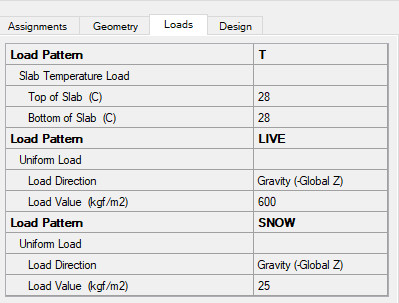 Assignments Geometry Loads Design
Load Pattern T
Slab Temperature Load
Top of Slab (C) 28
Bottom of Slab (C) 28
Load Pattern LIVE
Uniform Load
Load Direction Gravity (-Global Z)
Load Value (kgf/m2) 600
Load Pattern SNOW
Uniform Load
Load Direction Gravity (-Global Z)
Load Value (kgf/m2) 25